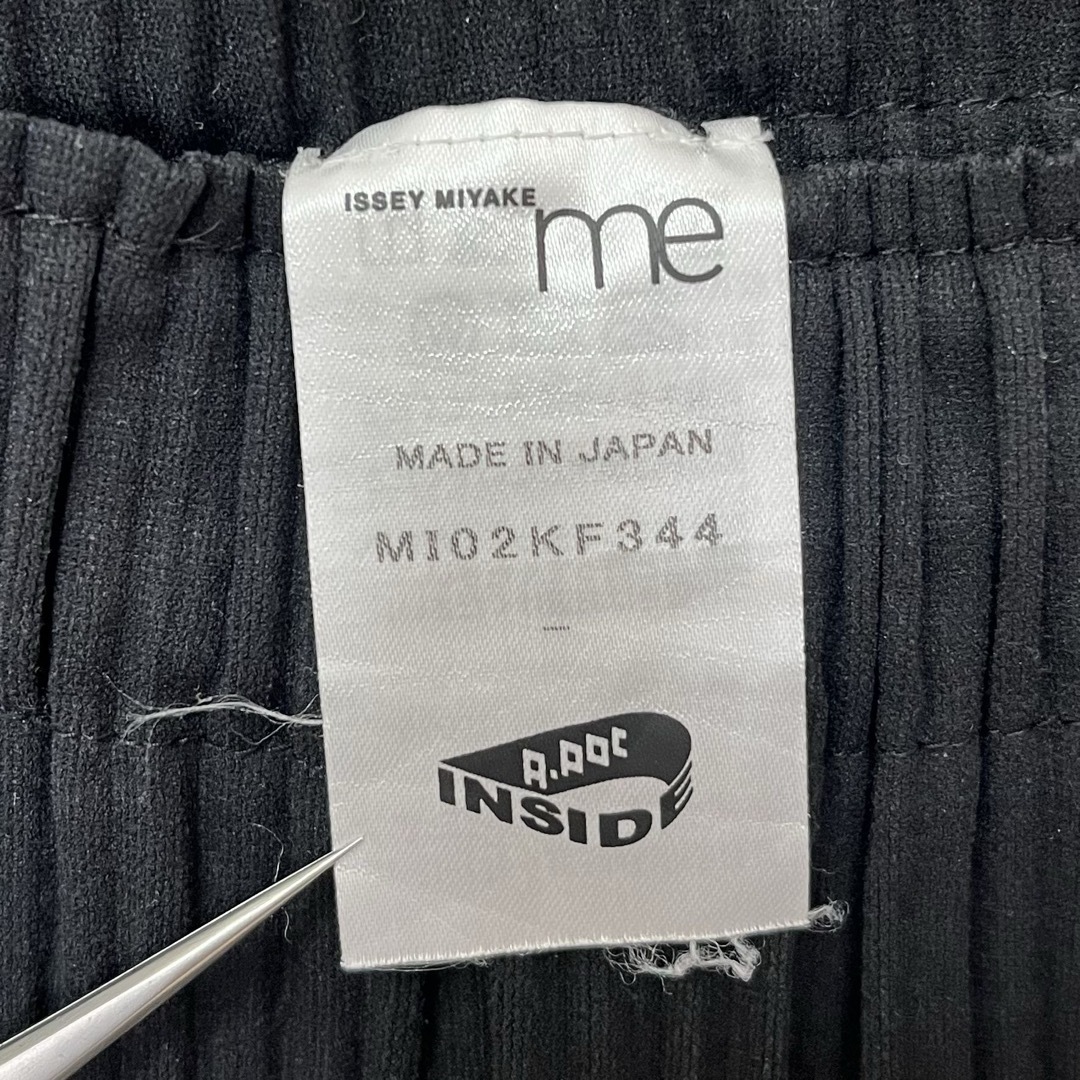 ISSEY MIYAKE me
MADE IN JAPAN
MI02KF344
A.POC
INSIDE